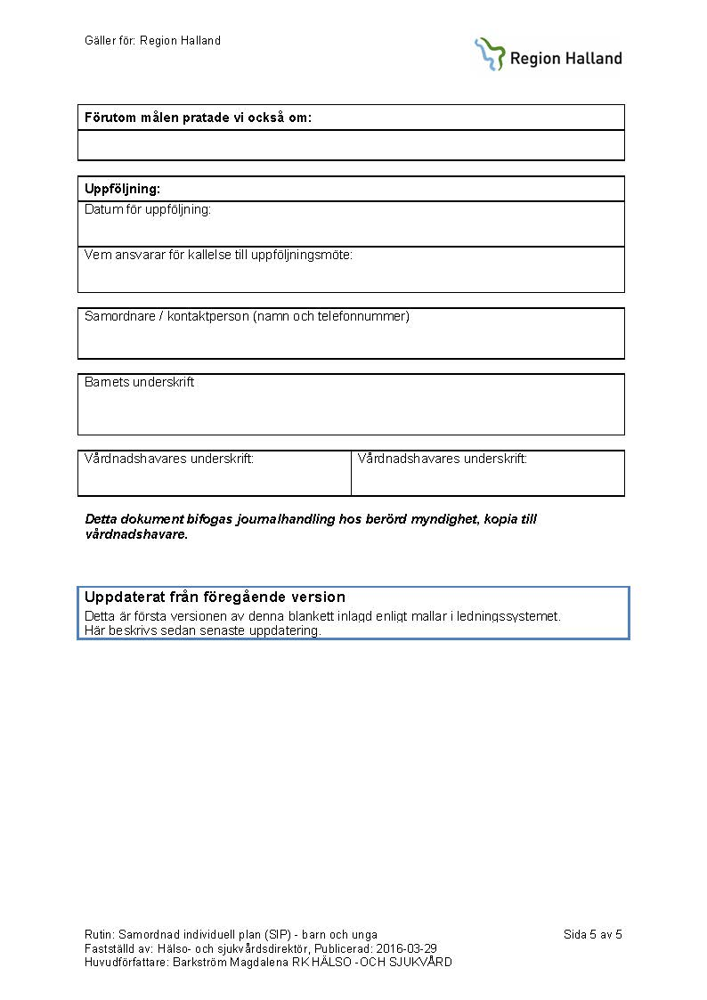 Gäller för: Region Halland
Region Halland
Förutom målen pratade vi också om:
Uppföljning:
Datum för uppföljning:
Vem ansvarar för kallelse till uppföljningsmöte:
Samordnare / kontaktperson (namn och telefonnummer)
Barnets underskrift
Vårdnadshavares underskrift: Vårdnadshavares underskrift:
Detta dokument bifogas journalhandling hos berörd myndighet, kopia till
vårdnadshavare.
Uppdaterat från föregående version
Detta är första versionen av denna blankett inlagd enligt mallar i ledningssystemet.
Här beskrivs sedan senaste uppdatering.
Rutin: Samordnad individuell plan (SIP) - barn och unga Sida 5 av 5
Fastställd av: Hälso- och sjukvårdsdirektör, Publicerad: 2016-03-29
Huvudförfattare: Barkström Magdalena RK HÄLSO -OCH SJUKVÅRD